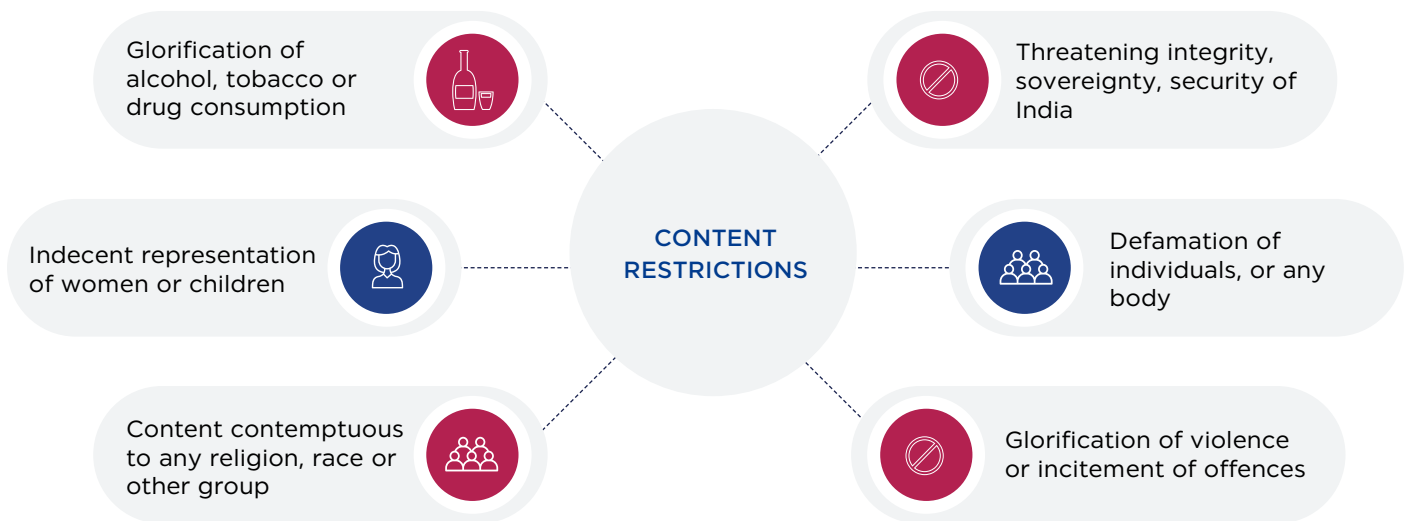 Glorification of
alcohol, tobacco or
drug consumption
Threatening integrity,
sovereignty, security of
India
CONTENT
RESTRICTIONS
Indecent representation
of women or children
Defamation of
individuals, or any
body
Content contemptuous
to any religion, race or
other group
Glorification of violence
or incitement of offences